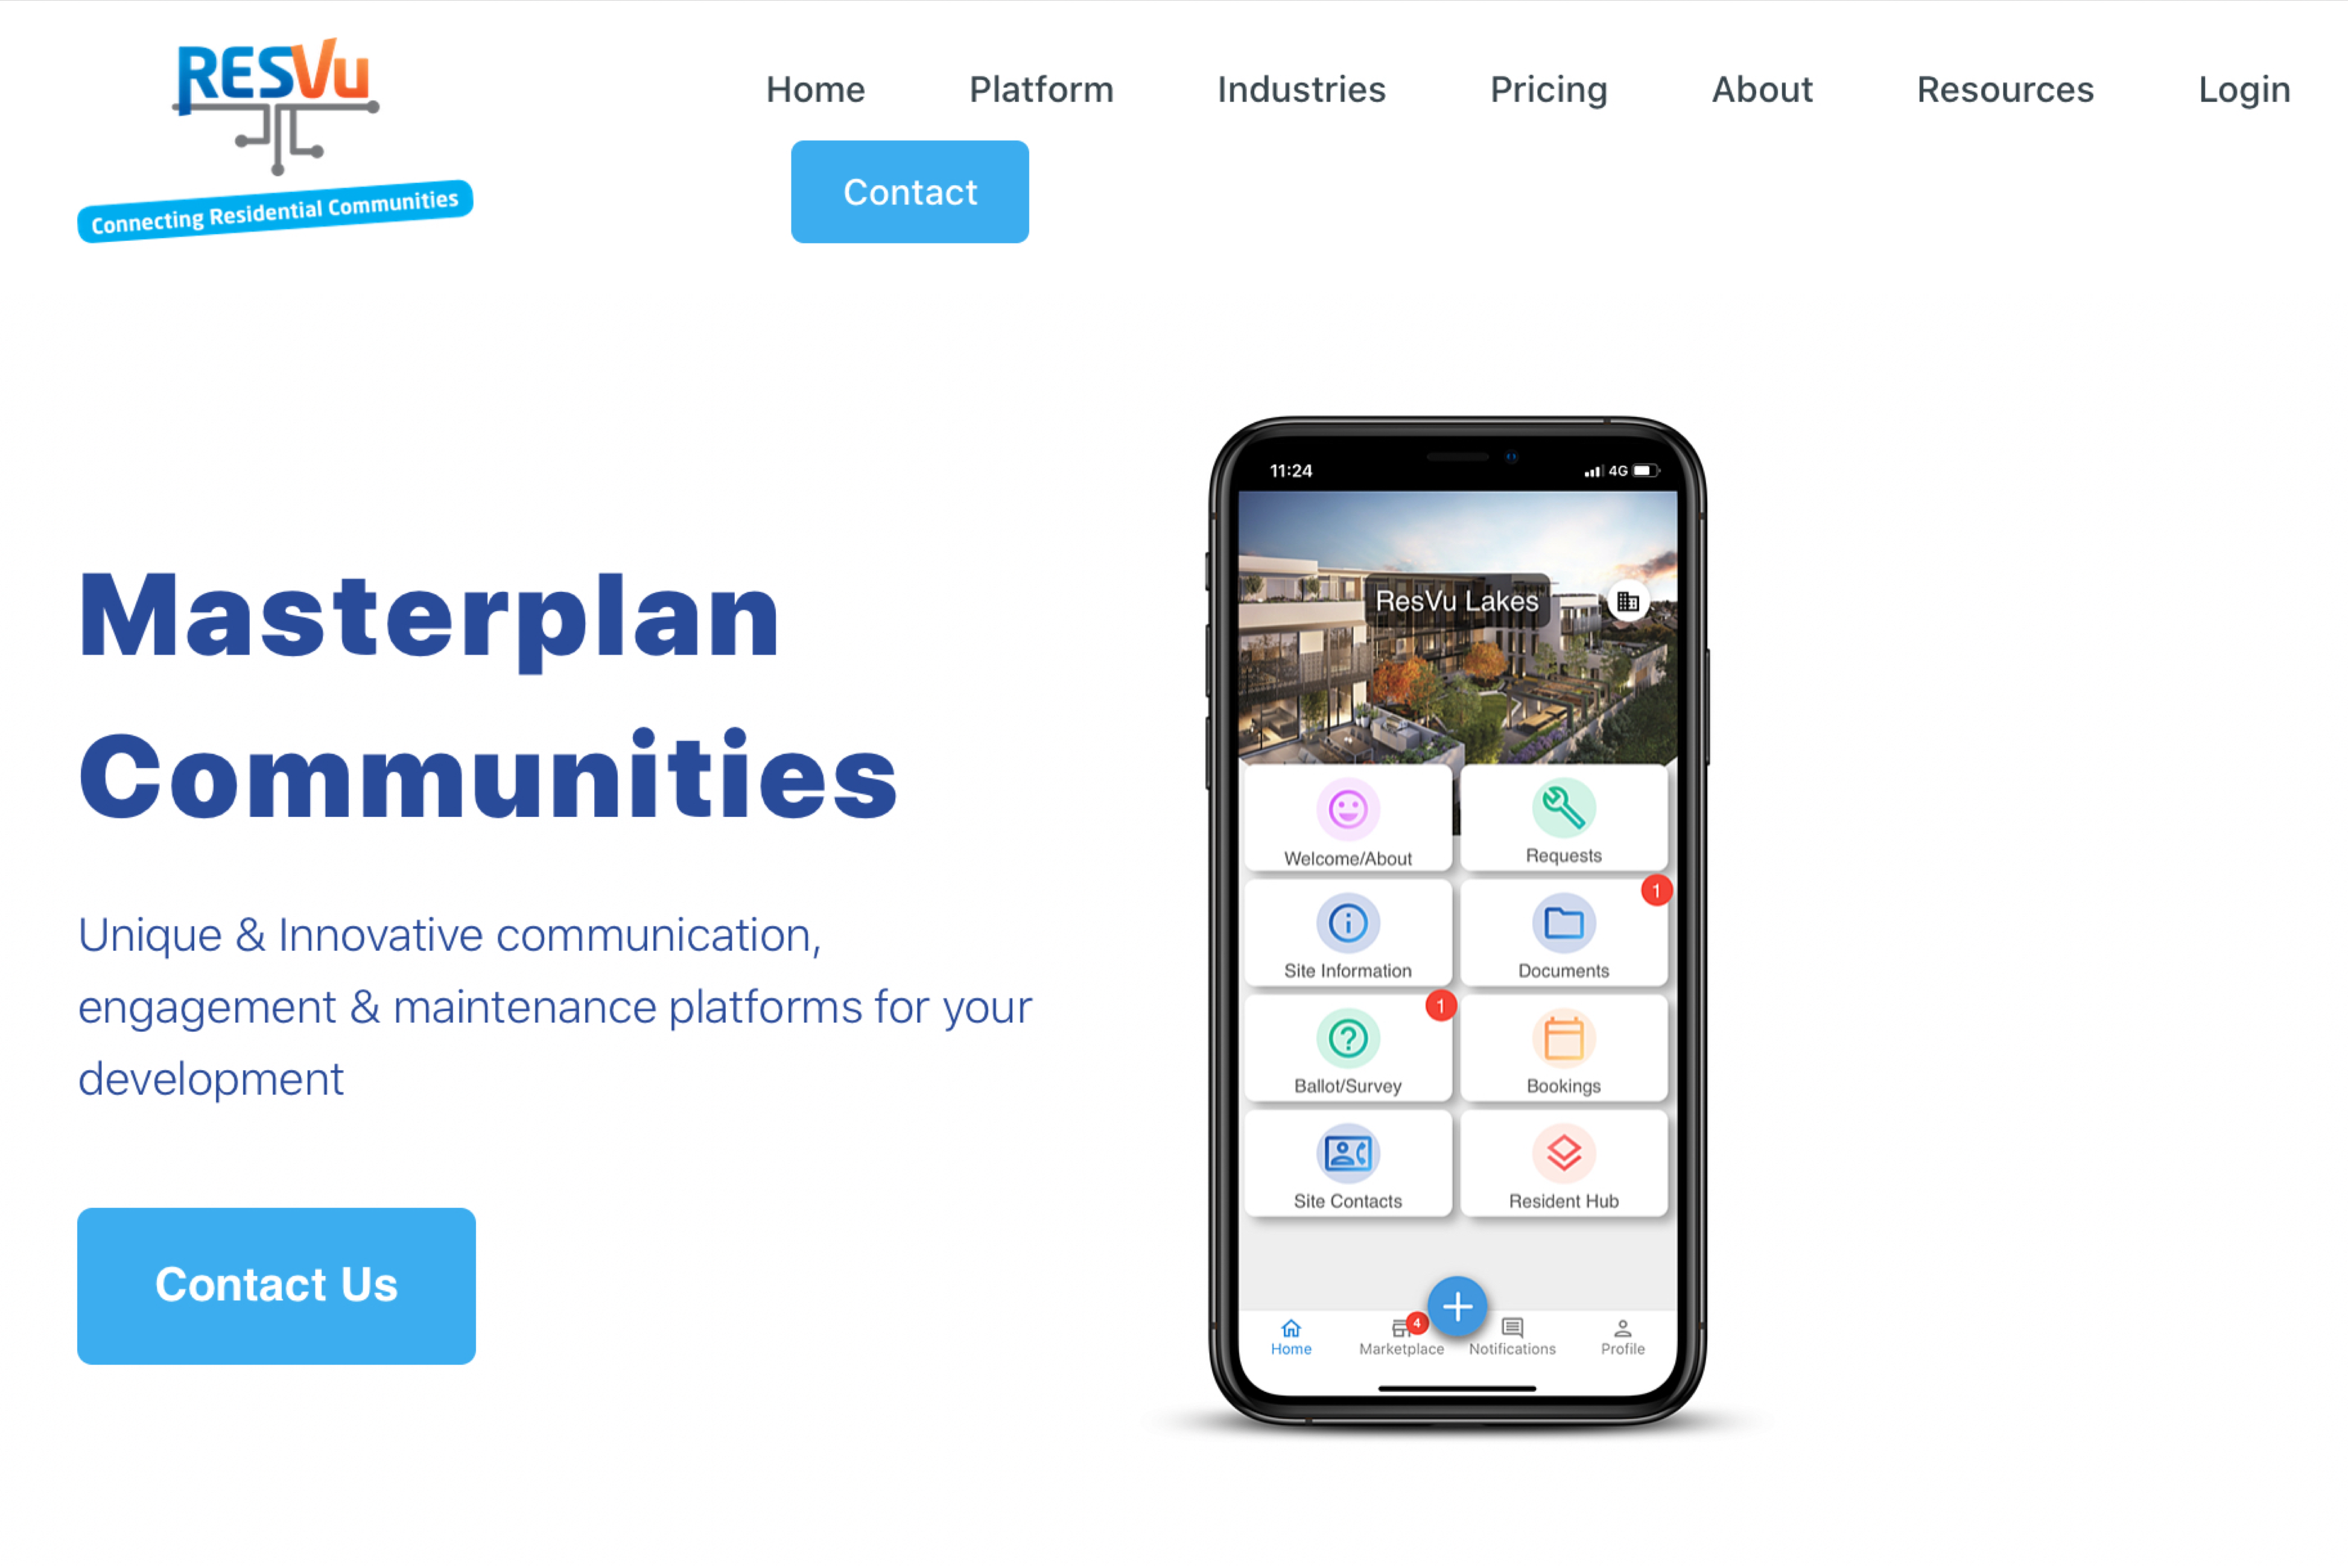 RESVu
Connecting Residential Communities
Home Platform Industries Pricing About Resources Login
Contact
Masterplan
Communities
Unique & Innovative communication,
engagement & maintenance platforms for your
development
Contact Us
11:24 4G
ResVu Lakes
Welcome/About Requests
1
Site Information Documents
1
Ballot/Survey Bookings
Site Contacts Resident Hub
4
Home Marketplace Notifications Profile